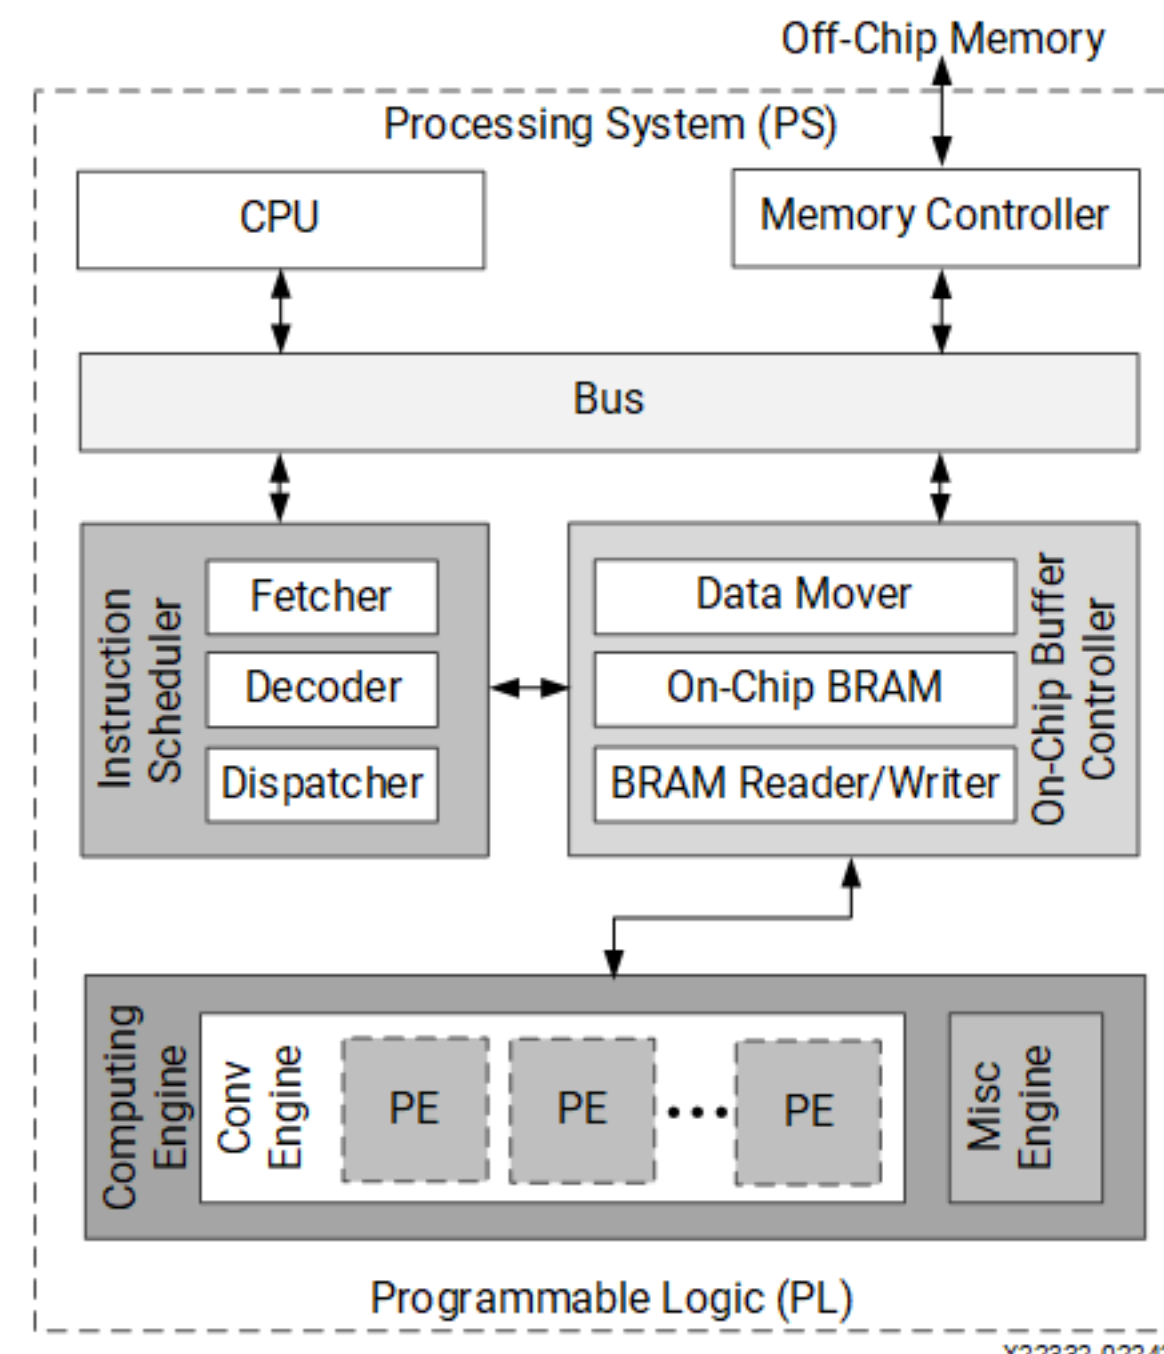 Off-Chip Memory
Processing System (PS)
CPU
Memory Controller
Bus
Instruction
Scheduler
Fetcher
Decoder
Dispatcher
Data Mover
On-Chip BRAM
BRAM Reader/Writer
On-Chip Buffer
Controller
Computing
Engine
Conv
Engine
PE
PE
PE
Misc
Engine
Programmable Logic (PL)